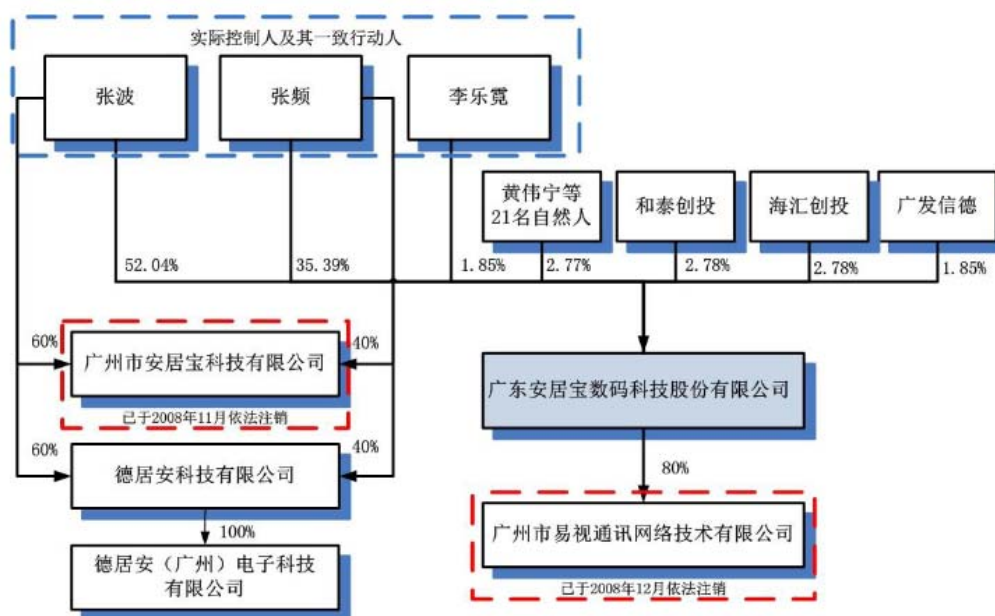 实际控制人及其一致行动人
张波
张频
李乐霓
黄伟宁等
21名自然人
和泰创投
海汇创投
广发信德
52.04%
35.39%
1.85%
2.77%
2.78%
2.78%
1.85%
60%
广州市安居宝科技有限公司
40%
已于2008年11月依法注销
广东安居宝数码科技股份有限公司
60%
德居安科技有限公司
40%
80%
100%
广州市易视通讯网络技术有限公司
德居安（广州）电子科技
有限公司
已于2008年12月依法注销